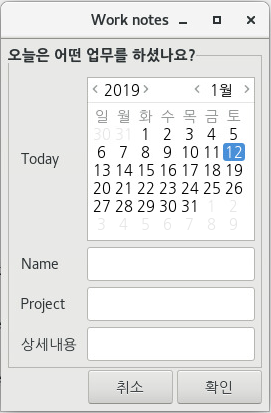 Work notes
오늘은 어떤 업무를 하셨나요?
2019 1월
일 월 화 수 목 금 토
30 31 1 2 3 4 5
6 7 8 9 10 11 12
Today
13 14 15 16 17 18 19
20 21 22 23 24 25 26
27 28 29 30 31 1 2
3 4 5 6 7 8 9
Name
Project
상세내용
취소 확인